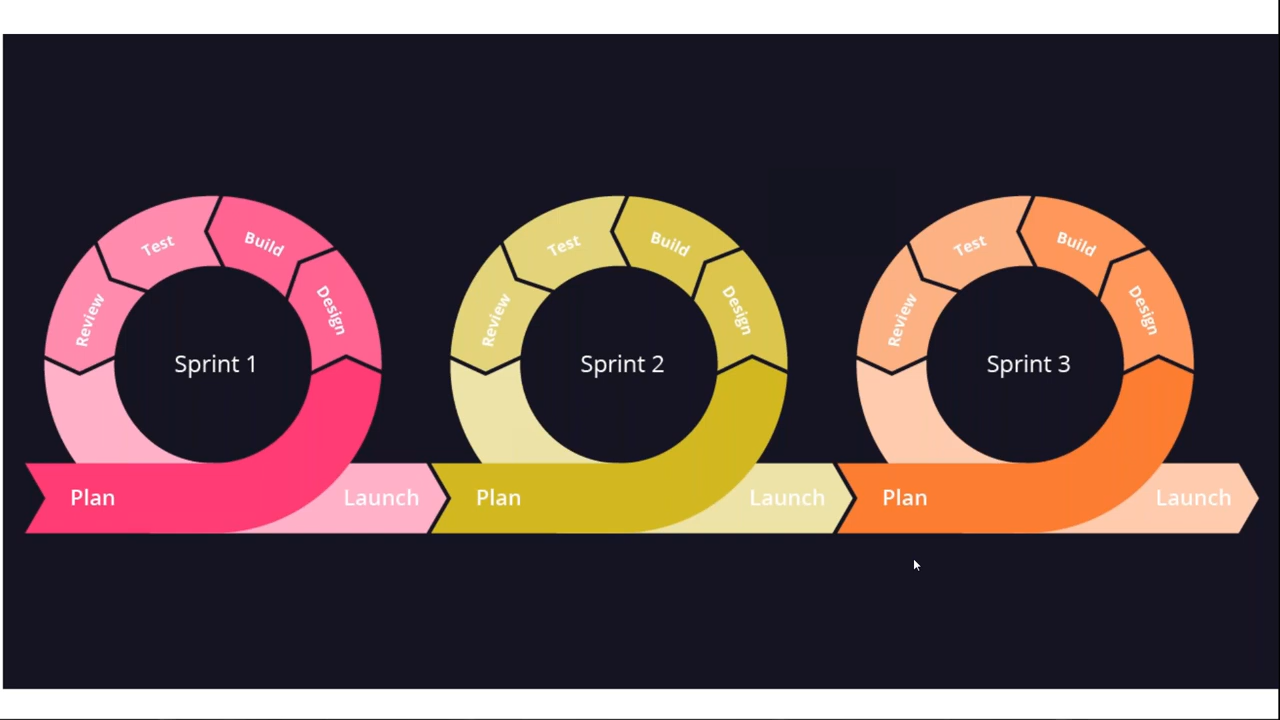 Test
Build
Review
Design
Sprint 1
Plan
Launch
Test
Build
Review
Design
Sprint 2
Plan
Launch
Test
Build
Review
Design
Sprint 3
Plan
Launch